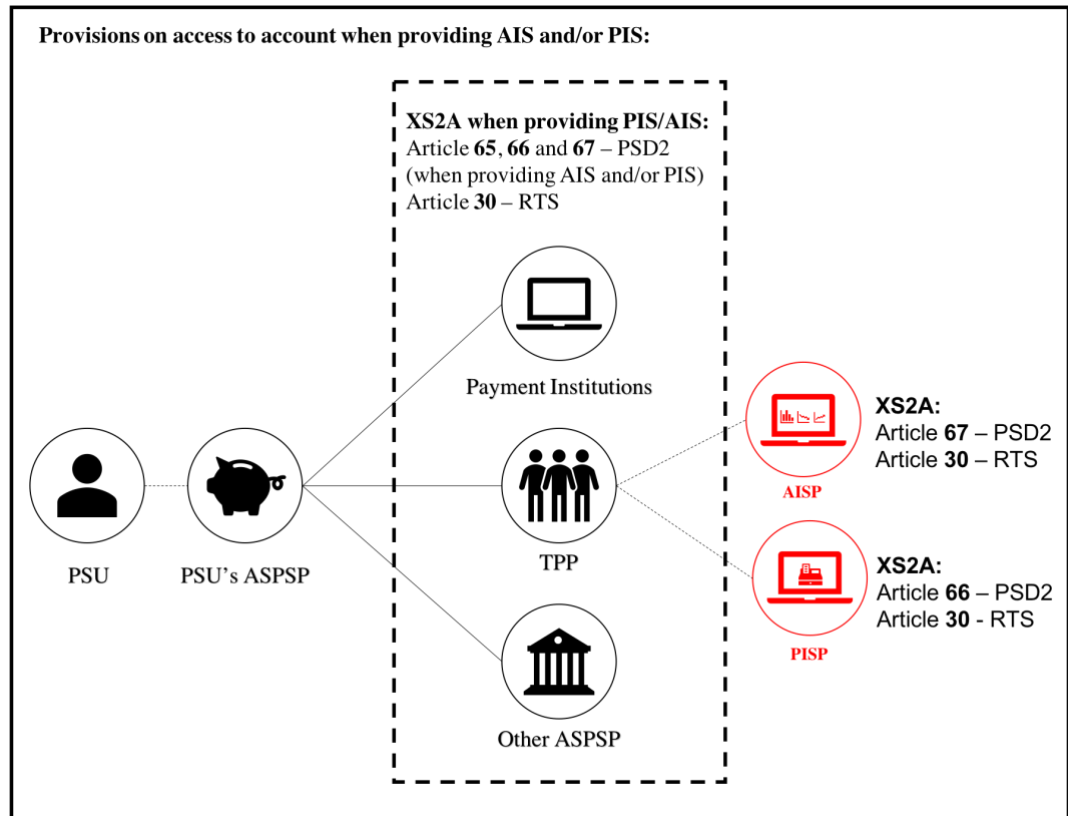 Provisions on access to account when providing AIS and/or PIS:
XS2A when providing PIS/AIS:
Article 65, 66 and 67 – PSD2
(when providing AIS and/or PIS)
Article 30 – RTS
Payment Institutions
PSU
PSU's ASPSP
TPP
Other ASPSP
XS2A:
Article 67 – PSD2
Article 30 – RTS
AISP
XS2A:
Article 66 – PSD2
Article 30 - RTS
PISP